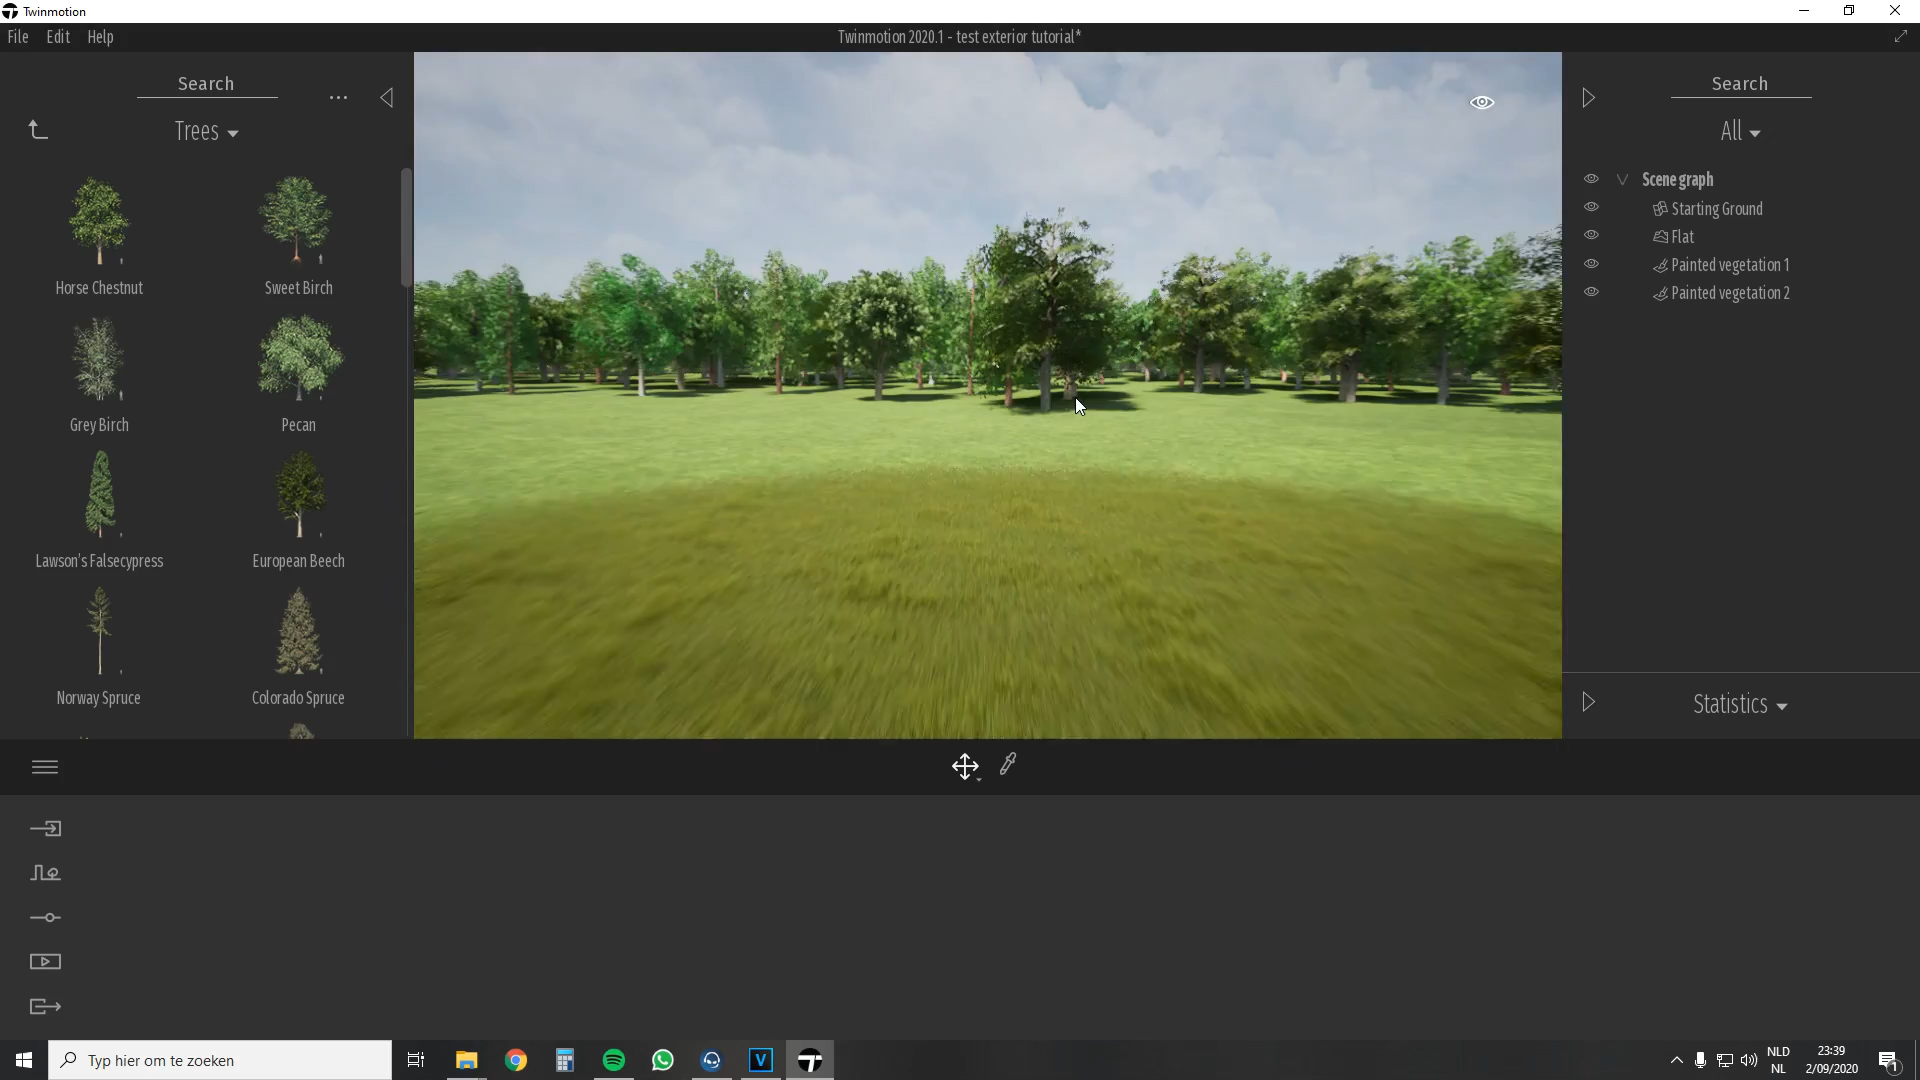 Twinmotion
File Edit Help
Twinmotion 2020.1 - test exterior tutorial*
Search
Trees
Horse Chestnut
Sweet Birch
Grey Birch
Pecan
Lawson's Falsecypress
European Beech
Norway Spruce
Colorado Spruce
Search
All
Scene graph
Starting Ground
Flat
Painted vegetation 1
Painted vegetation 2
Statistics
Typ hier om te zoeken
V
NLD
NL
23:39
2/09/2020
1